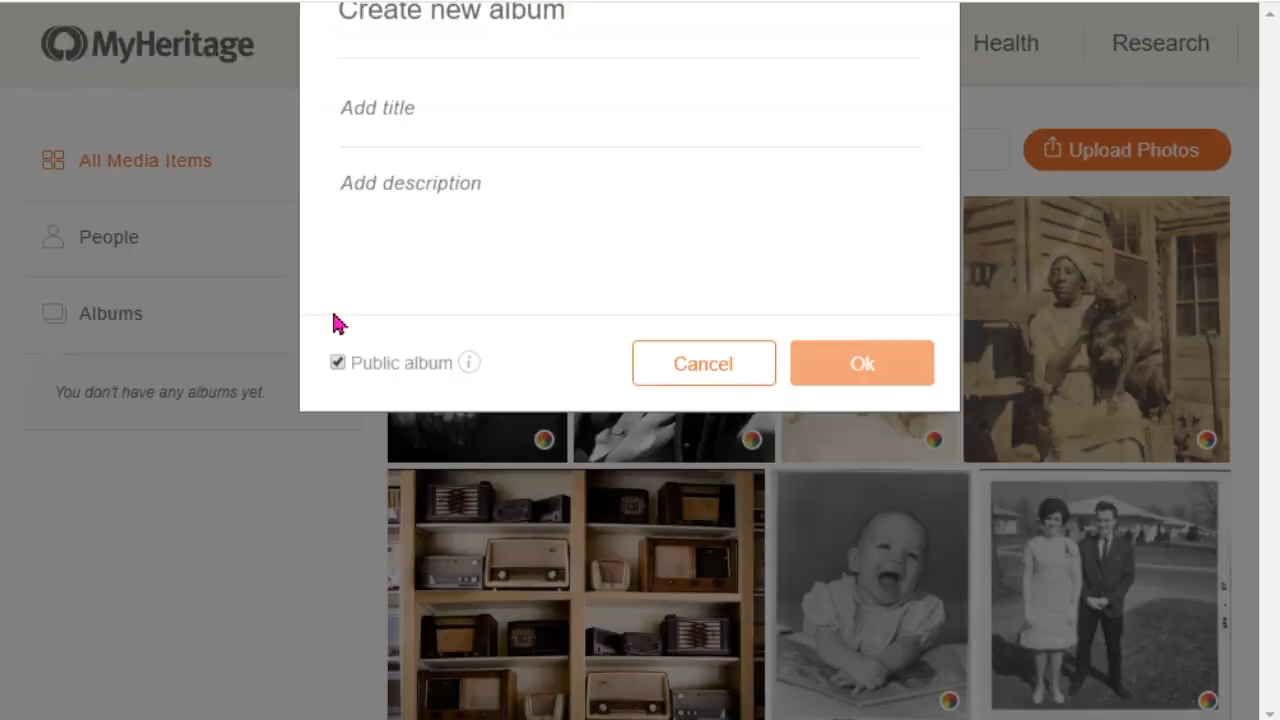 Create new album
MyHeritage
Health
Research
Add title
Upload Photos
All Media Items
Add description
People
Albums
Public album
Cancel
Ok
You don't have any albums yet.